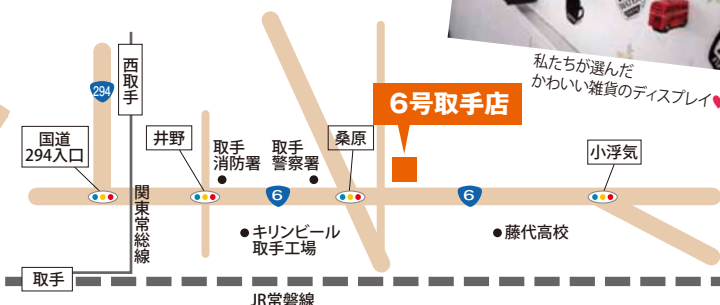 私たちが選んだ
かわいい雑貨のディスプレイ♥
294
西取手
6号取手店
国道
294入口
井野
取手
消防署
取手
警察署
桑原
小浮気
6
6
関東常総線
キリンビール
取手工場
藤代高校
取手
JR常磐線